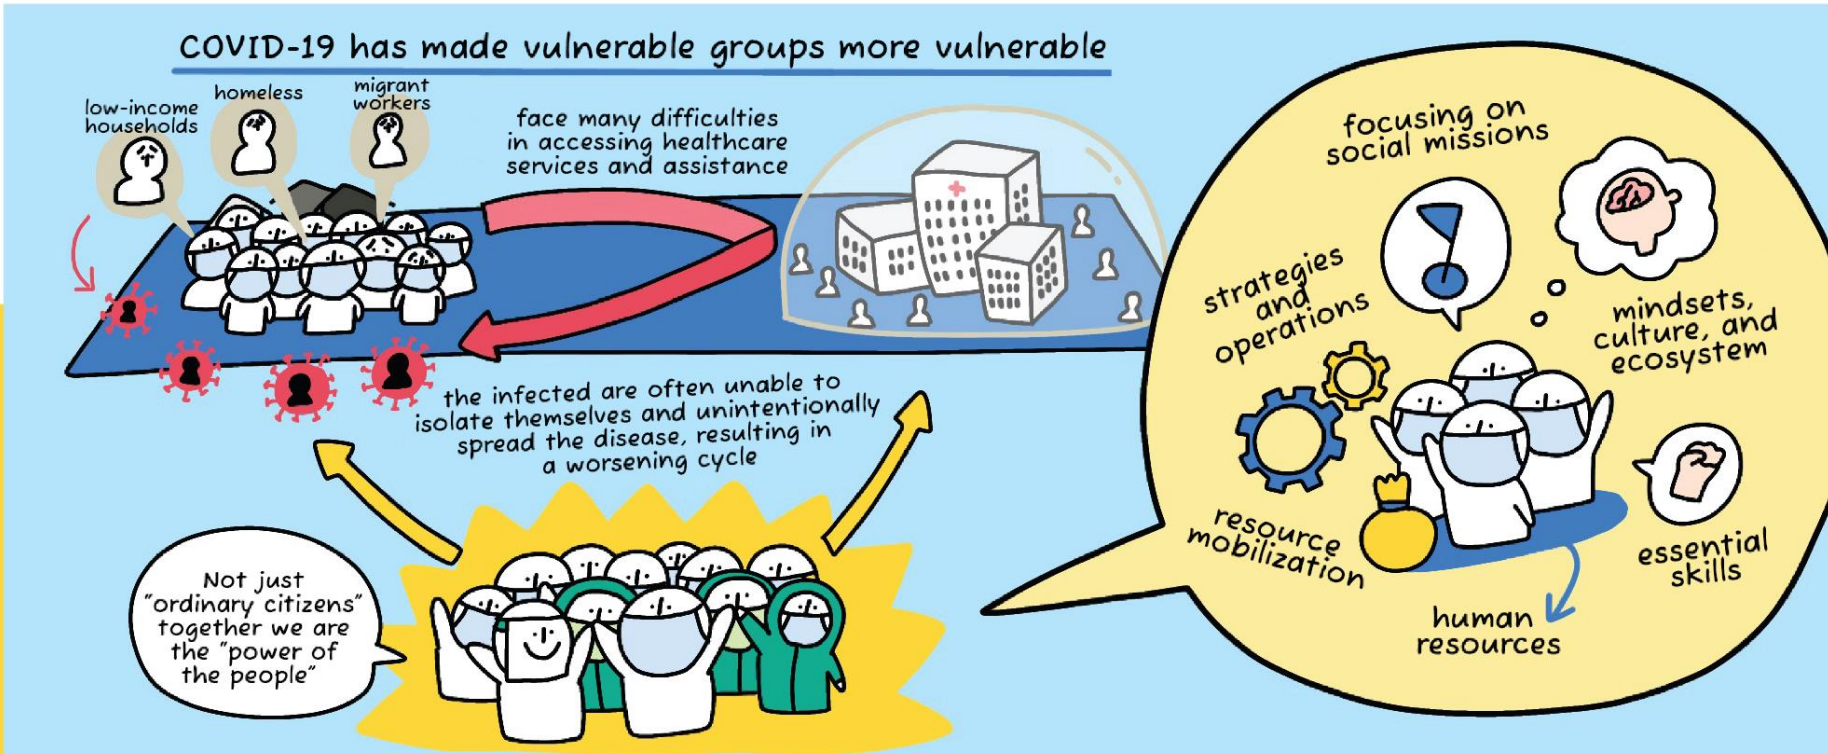 COVID-19 has made vulnerable groups more vulnerable
low-income
households
homeless
migrant
workers
face many difficulties
in accessing healthcare
services and assistance
the infected are often unable to
isolate themselves and unintentionally
spread the disease, resulting in
a worsening cycle
Not just
"ordinary citizens"
together we are
the "power of
the people"
focusing on
social missions
strategies
and
operations
mindsets,
culture, and
ecosystem
resource
mobilization
essential
skills
human
resources